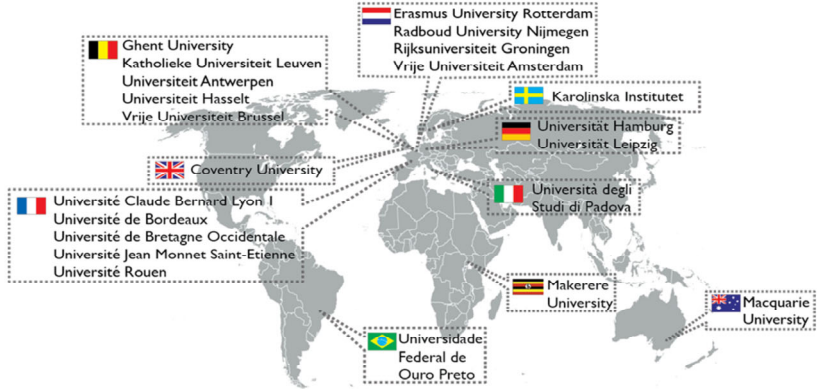 Erasmus University Rotterdam
Radboud University Nijmegen
Rijksuniversiteit Groningen
Vrije Universiteit Amsterdam
Ghent University
Katholieke Universiteit Leuven
Universiteit Antwerpen
Universiteit Hasselt
Vrije Universiteit Brussel
Karolinska Institutet
Universität Hamburg
Universität Leipzig
Coventry University
Università degli
Studi di Padova
Université Claude Bernard Lyon 1
Université de Bordeaux
Université de Bretagne Occidentale
Université Jean Monnet Saint-Etienne
Université Rouen
Makerere
University
Macquarie
University
Universidade
Federal de
Ouro Preto